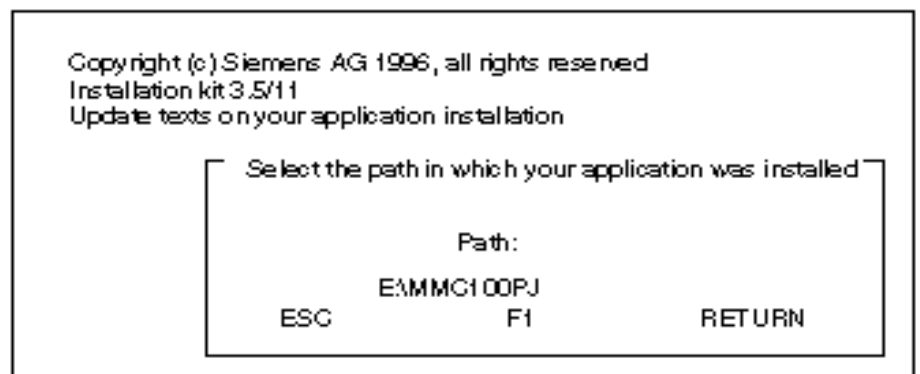 Copyright (c) Siemens AG 1996, all rights reserved
Installation kit 3.5/11
Update texts on your application installation
Select the path in which your application was installed
Path:
E:\MMC100PJ
ESC F1 RETURN